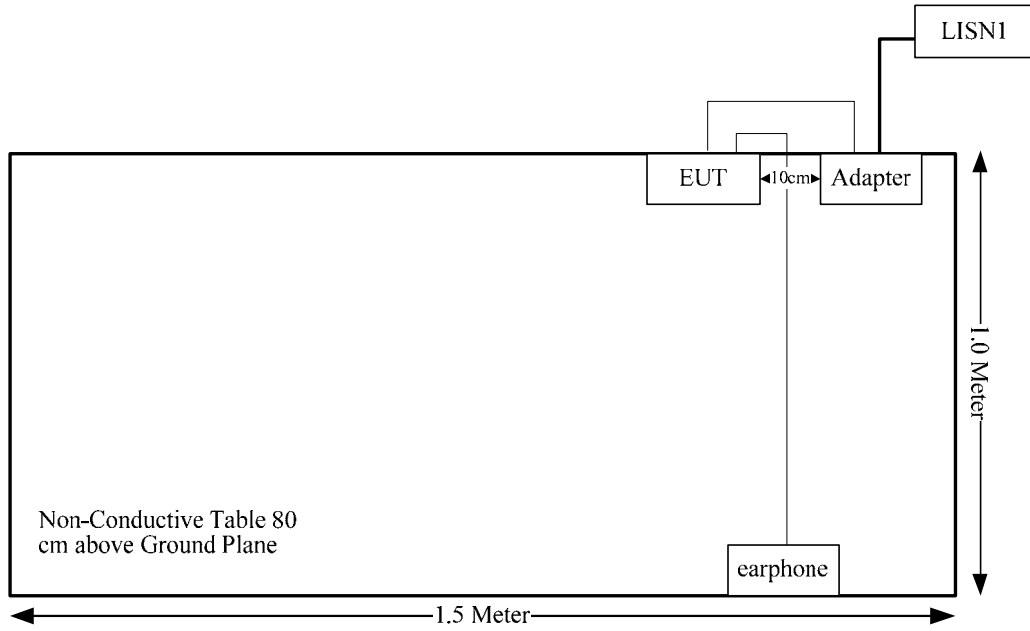 LISN1
EUT
10cm
Adapter
1.0 Meter
Non-Conductive Table 80
cm above Ground Plane
earphone
1.5 Meter